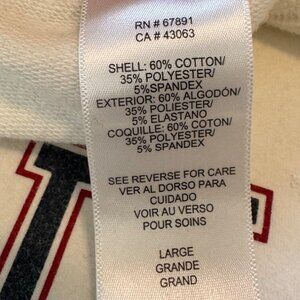 RN # 67891
CA # 43063
SHELL: 60% COTTON/
35% POLYESTER/
5%SPANDEX
EXTERIOR: 60% ALGODÓN/
35% POLIESTER/
5% ELASTANO
COQUILLE: 60% COTON/
35% POLYESTER/
5% SPANDEX
SEE REVERSE FOR CARE
VER AL DORSO PARA
CUIDADO
VOIR AU VERSO
POUR SOINS
LARGE
GRANDE
GRAND